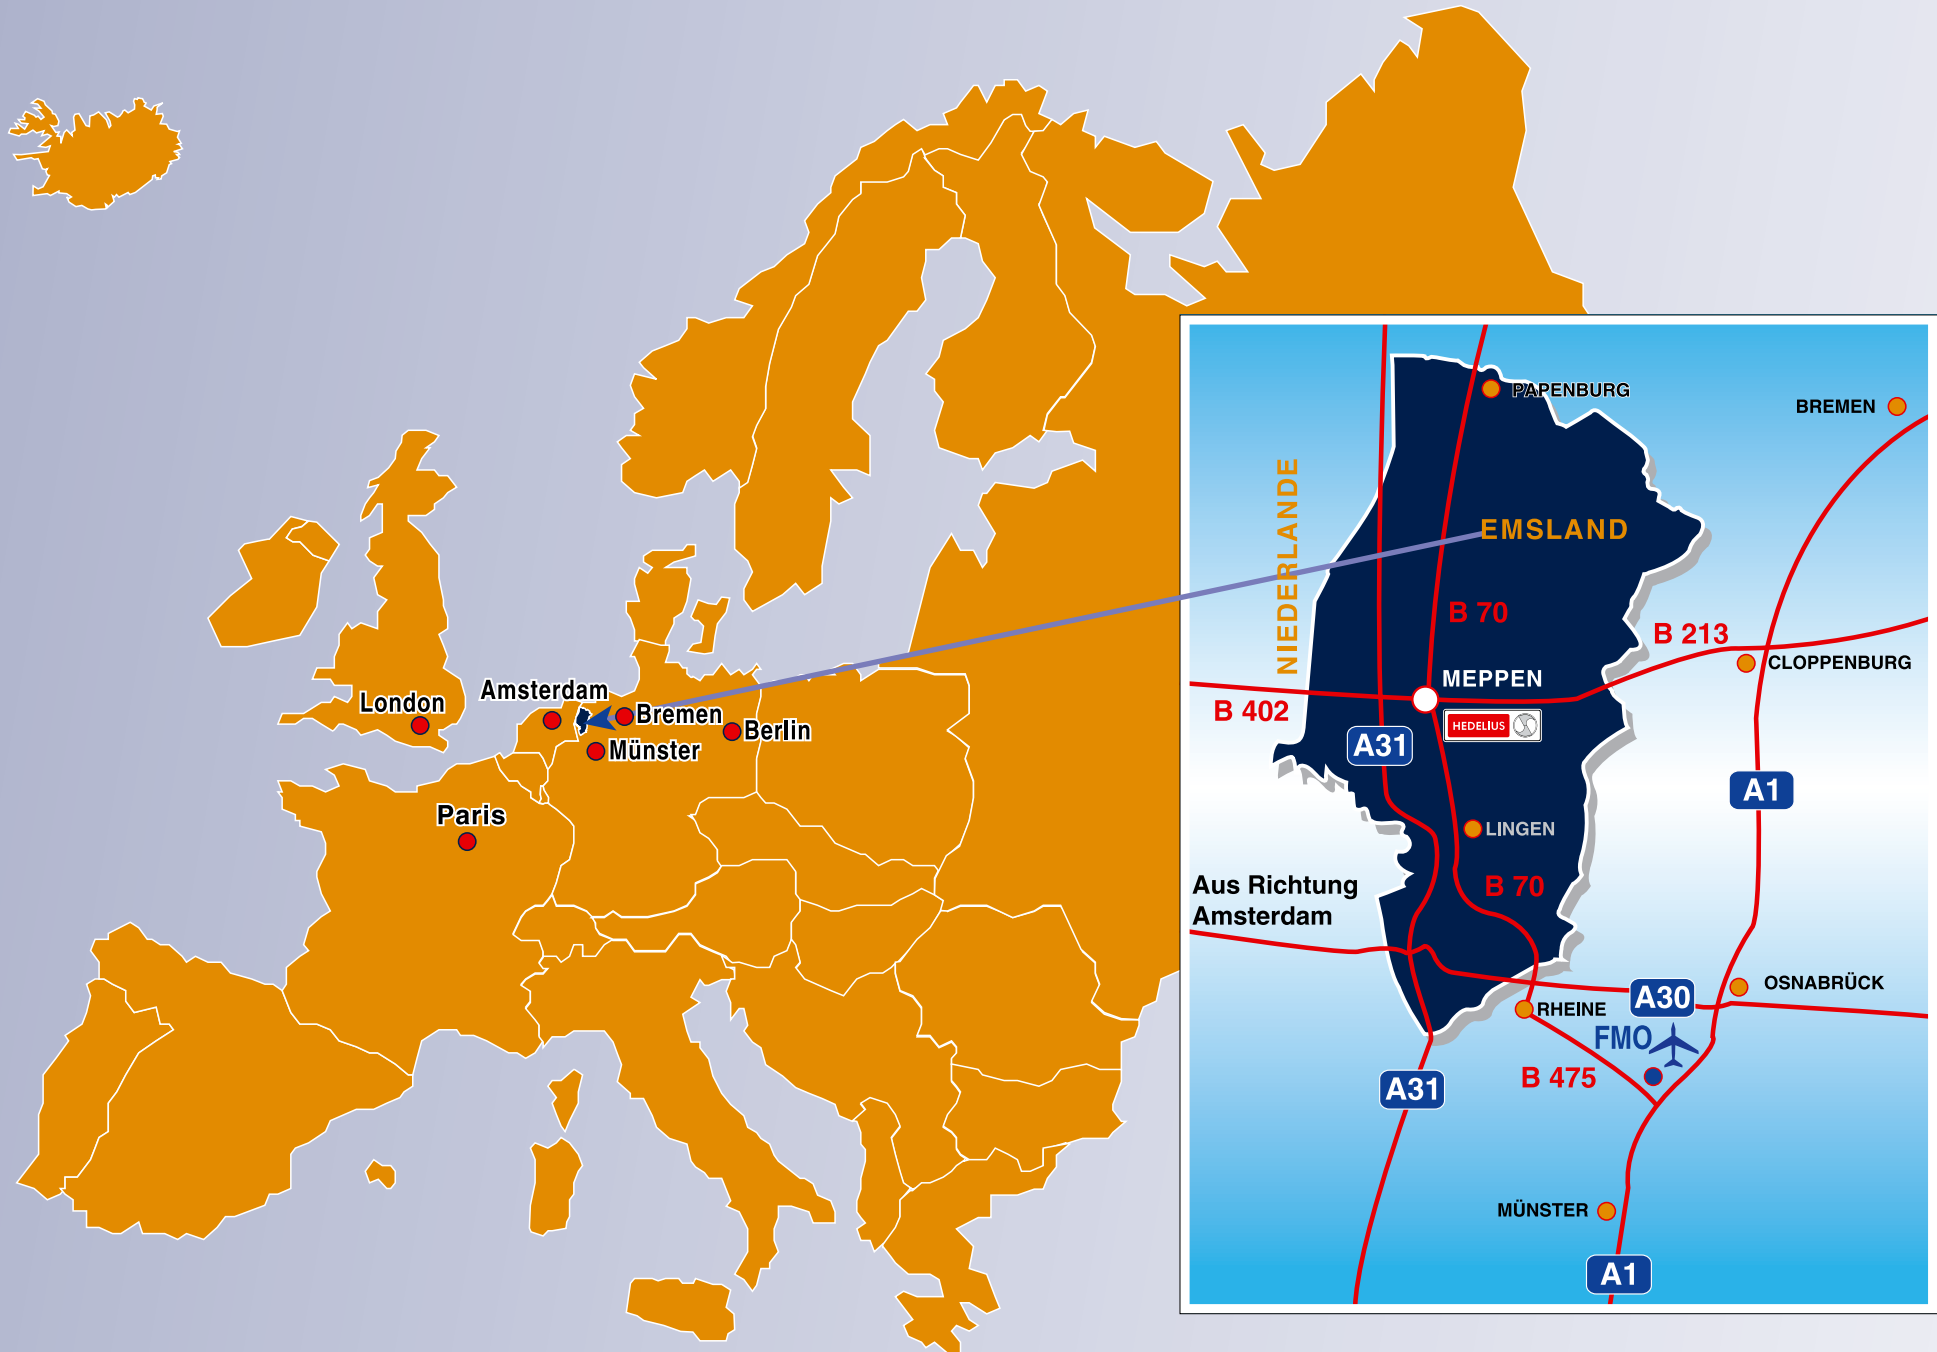 London
Amsterdam
Bremen
Berlin
Münster
Paris
PAPENBURG
BREMEN
NIEDERLANDE
EMSLAND
B 70
B 213
CLOPPENBURG
MEPPEN
B 402
HEDELIUS
A31
A1
LINGEN
Aus Richtung
Amsterdam
B 70
OSNABRÜCK
A30
RHEINE
FMO
B 475
A31
MÜNSTER
A1